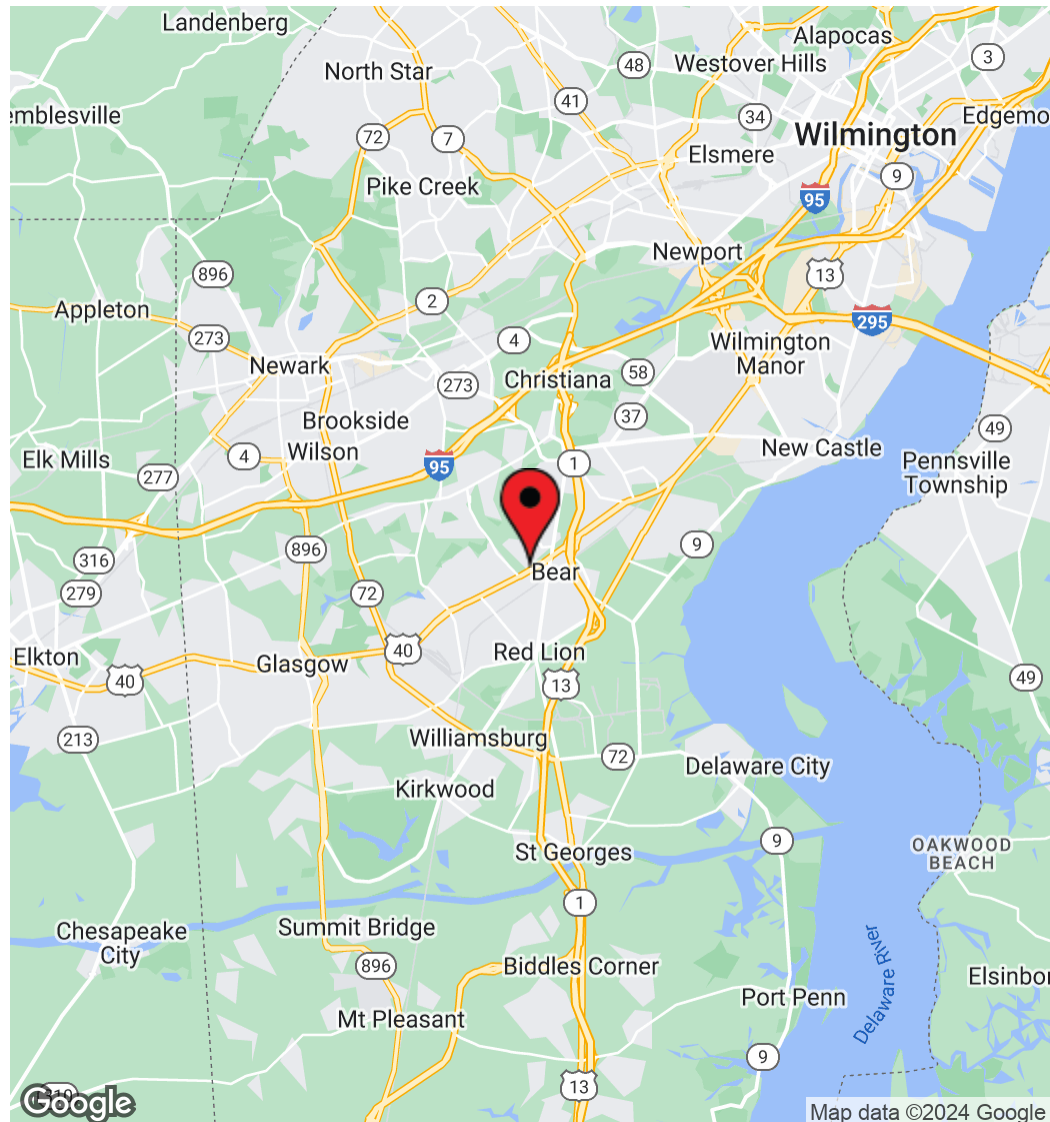 Landenberg
Alapocas
3
North Star
48
Westover Hills
41
emblesville
34
Edgemo
72
7
Wilmington
Elsmere
9
Pike Creek
95
Newport
896
13
2
Appleton
295
273
4
Wilmington
Manor
Newark
Christiana
58
273
Brookside
37
49
4
Wilson
New Castle
Elk Mills
95
1
Pennsville
Township
277
896
9
316
Bear
279
72
40
Red Lion
Elkton
Glasgow
40
13
49
213
Williamsburg
72
Delaware City
Kirkwood
9
OAKWOOD
BEACH
St Georges
1
Summit Bridge
Chesapeake
City
896
Biddles Corner
Delaware River
Elsinbor
Port Penn
Mt Pleasant
9
13
310
Google
Map data ©2024 Google